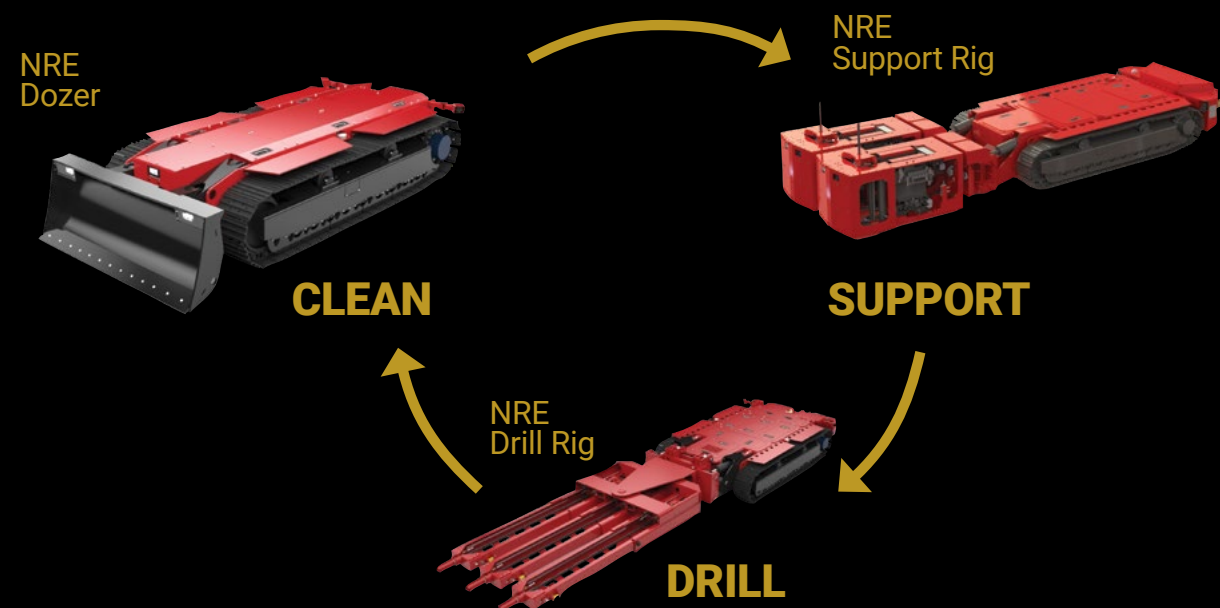 NRE
Dozer
NRE
Support Rig
CLEAN
SUPPORT
NRE
Drill Rig
DRILL